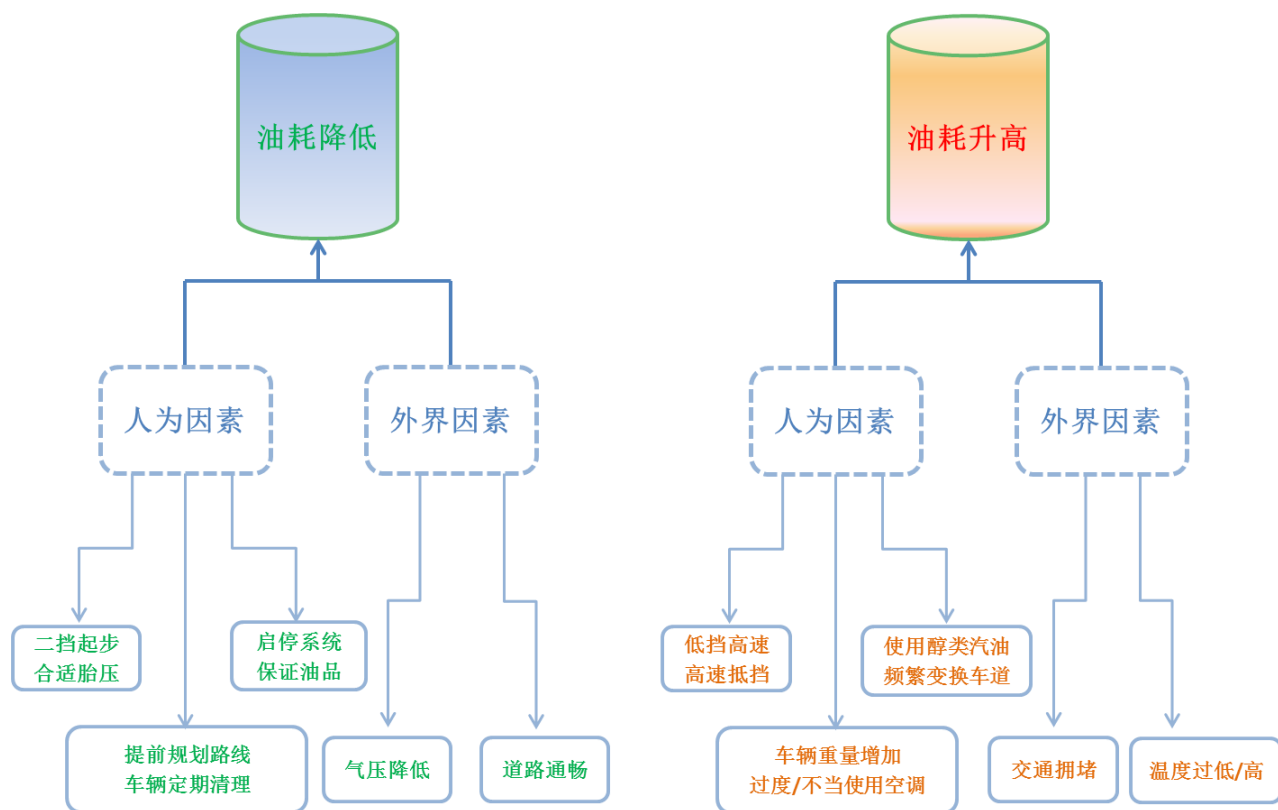 油耗降低
油耗升高
人为因素
外界因素
人为因素
外界因素
二挡起步
合适胎压
启停系统
保证油品
低挡高速
高速抵挡
使用醇类汽油
频繁变换车道
提前规划路线
车辆定期清理
气压降低
道路通畅
车辆重量增加
过度/不当使用空调
交通拥堵
温度过低/高